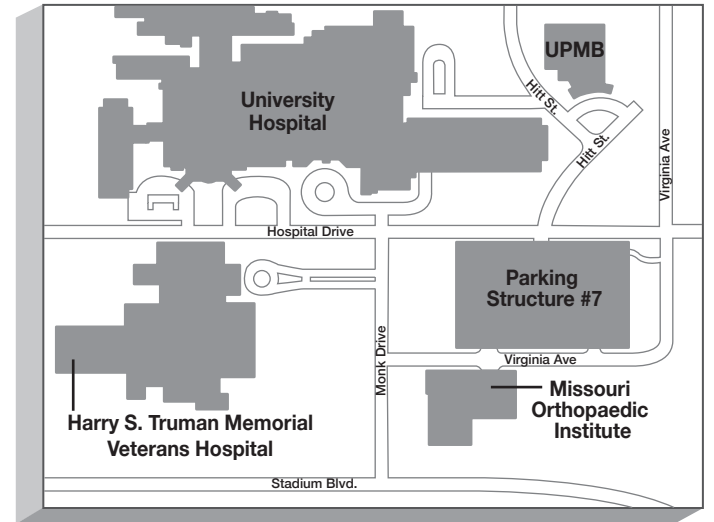 UPMB
University
Hospital
Hitt St.
Hitt St.
Virginia Ave
Hospital Drive
Parking
Structure #7
Monk Drive
Virginia Ave
Missouri
Orthopaedic
Institute
Harry S. Truman Memorial
Veterans Hospital
Stadium Blvd.